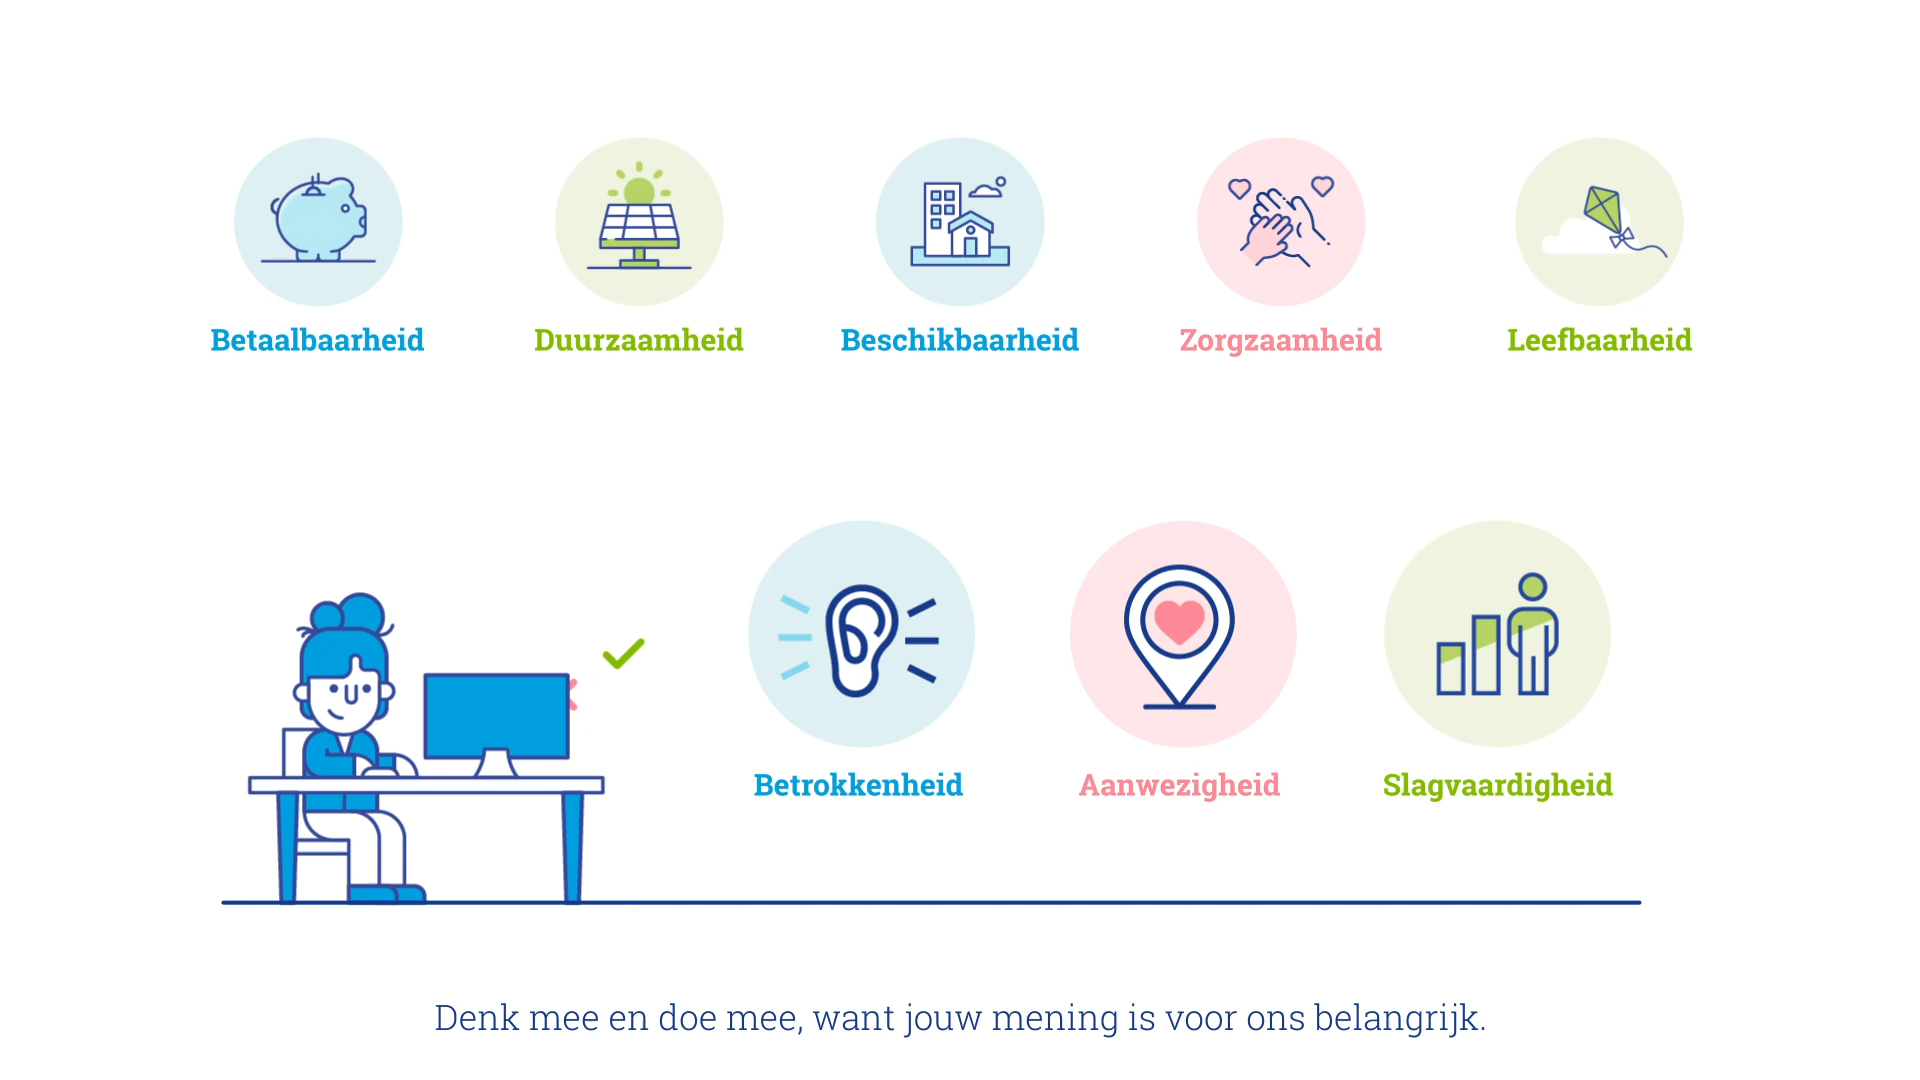 Betaalbaarheid
Duurzaamheid
Beschikbaarheid
Zorgzaamheid
Leefbaarheid
Betrokkenheid
Aanwezigheid
Slagvaardigheid
Denk mee en doe mee, want jouw mening is voor ons belangrijk.